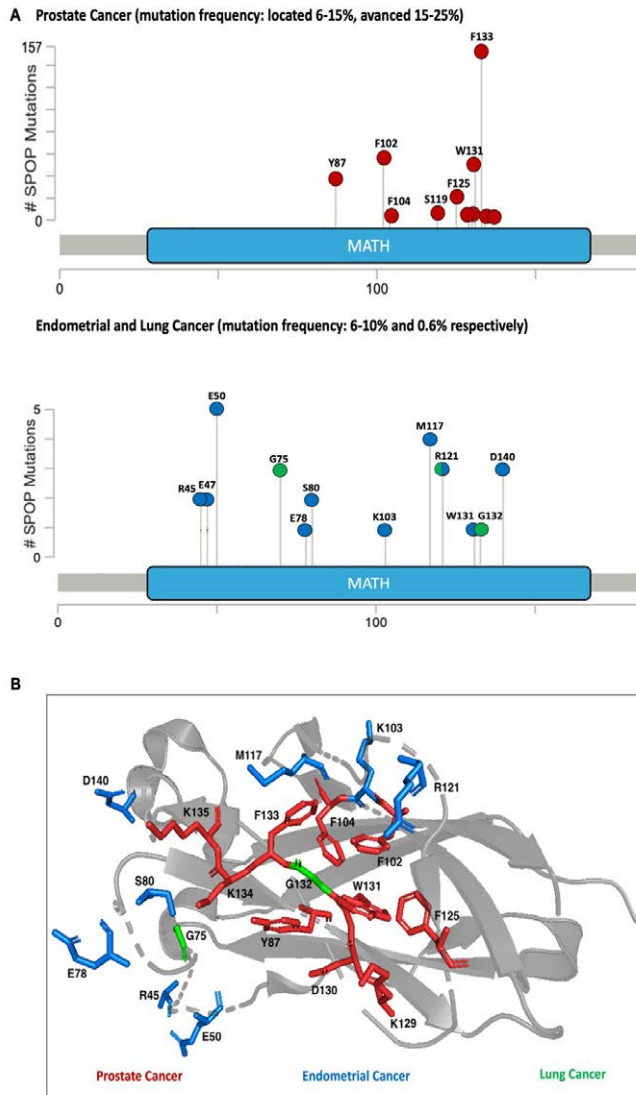 A
Prostate Cancer (mutation frequency: located 6-15%, avanced 15-25%)
# SPOP Mutations
157
0
Y87
F102
F104
S119
F125
W131
F133
MATH
0
100
Endometrial and Lung Cancer (mutation frequency: 6-10% and 0.6% respectively)
# SPOP Mutations
5
0
R45
E47
E50
G75
E78
S80
K103
M117
R121
W131
G132
D140
MATH
0
100
B
K103
M117
R121
D140
K135
F133
F104
F102
S80
K134
G132
W131
F125
G75
Y87
E78
R45
D130
E50
K129
Prostate Cancer
Endometrial Cancer
Lung Cancer